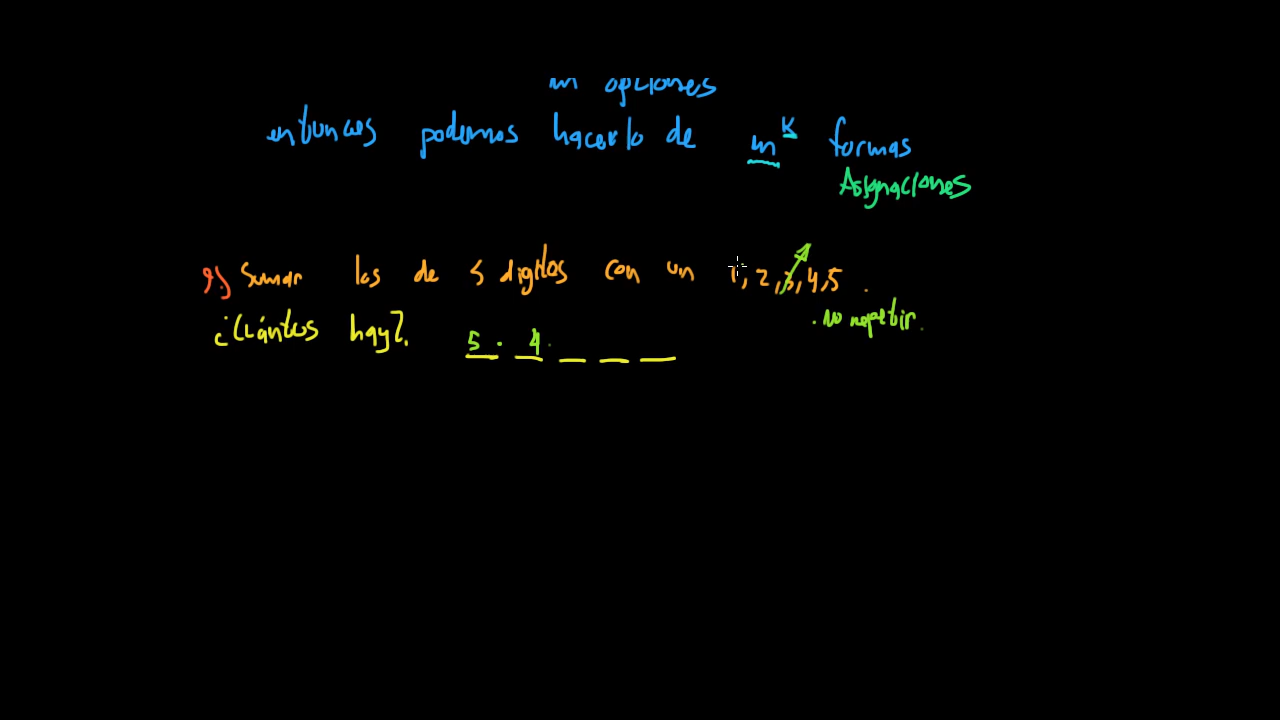 m opciones
entonces podemos hacerlo de m^k formas
Asignaciones
9) Sumar los de 5 dígitos con un 1, 2, 3, 4, 5 .
¿Cuántos hay?
. No repetir.
5 . 4 .